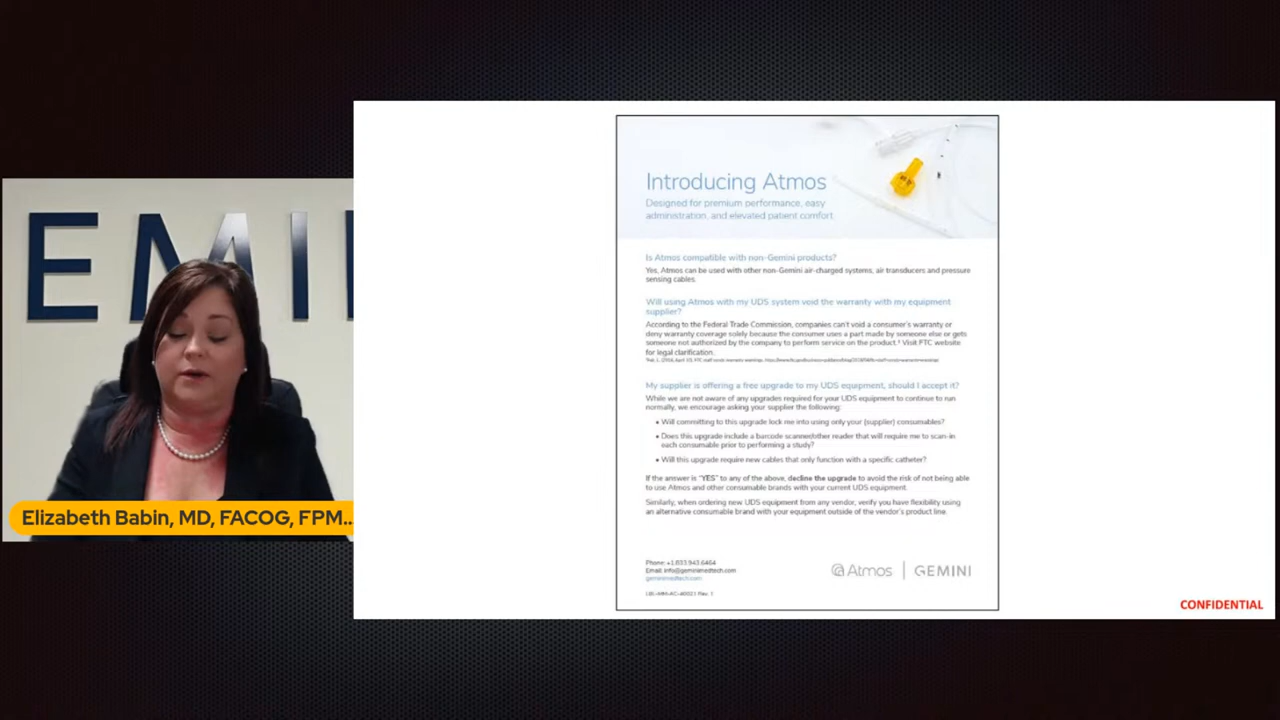 EMI
Elizabeth Babin, MD, FACOG, FPM...
Introducing Atmos
Designed for premium performance, easy
administration, and elevated patient comfort
Is Atmos compatible with non-Gemini products?
Yes, Atmos can be used with other non-Gemini air-charged systems, air transducers and pressure
sensing cables.
Will using Atmos with my UDS system void the warranty with my equipment
supplier?
According to the Federal Trade Commission, companies can't void a consumer's warranty or
deny warranty coverage solely because the consumer uses a part made by someone else or gets
someone not authorized by the company to perform service on the product.¹ Visit FTC website
for legal clarification.
My supplier is offering a free upgrade to my UDS equipment, should I accept it?
While we are not aware of any upgrades required for your UDS equipment to continue to run
normally, we encourage asking your supplier the following:
• Will committing to this upgrade lock me into using only your (supplier) consumables?
• Does this upgrade include a barcode scanner/other reader that will require me to scan-in
each consumable prior to performing a study?
• Will this upgrade require new cables that only function with a specific catheter?
If the answer is "YES" to any of the above, decline the upgrade to avoid the risk of not being able
to use Atmos and other consumable brands with your current UDS equipment.
Similarly, when ordering new UDS equipment from any vendor, verify you have flexibility using
an alternative consumable brand with your equipment outside of the vendor's product line.
Phone: +1.833.943.6464
Email: info@geminimedtech.com
geminimedtech.com
Atmos | GEMINI
CONFIDENTIAL